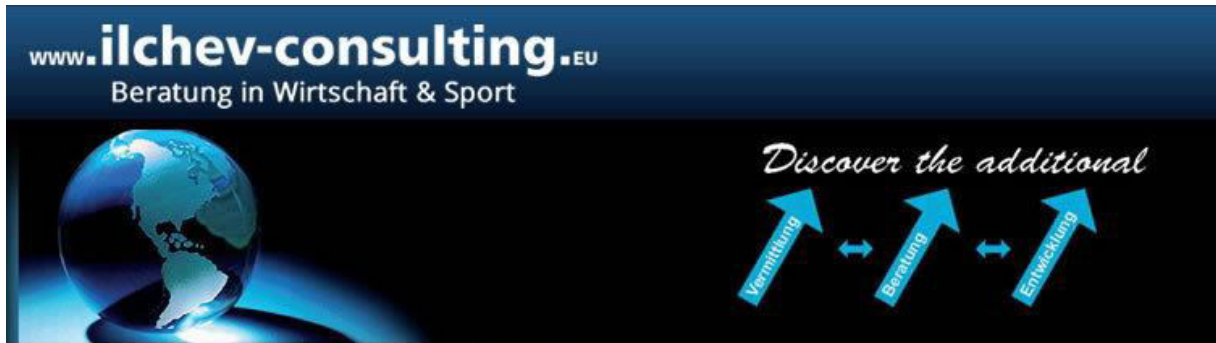 www.ilchev-consulting.EU
Beratung in Wirtschaft & Sport
Discover the additional
Vermittlung
Beratung
Entwicklung